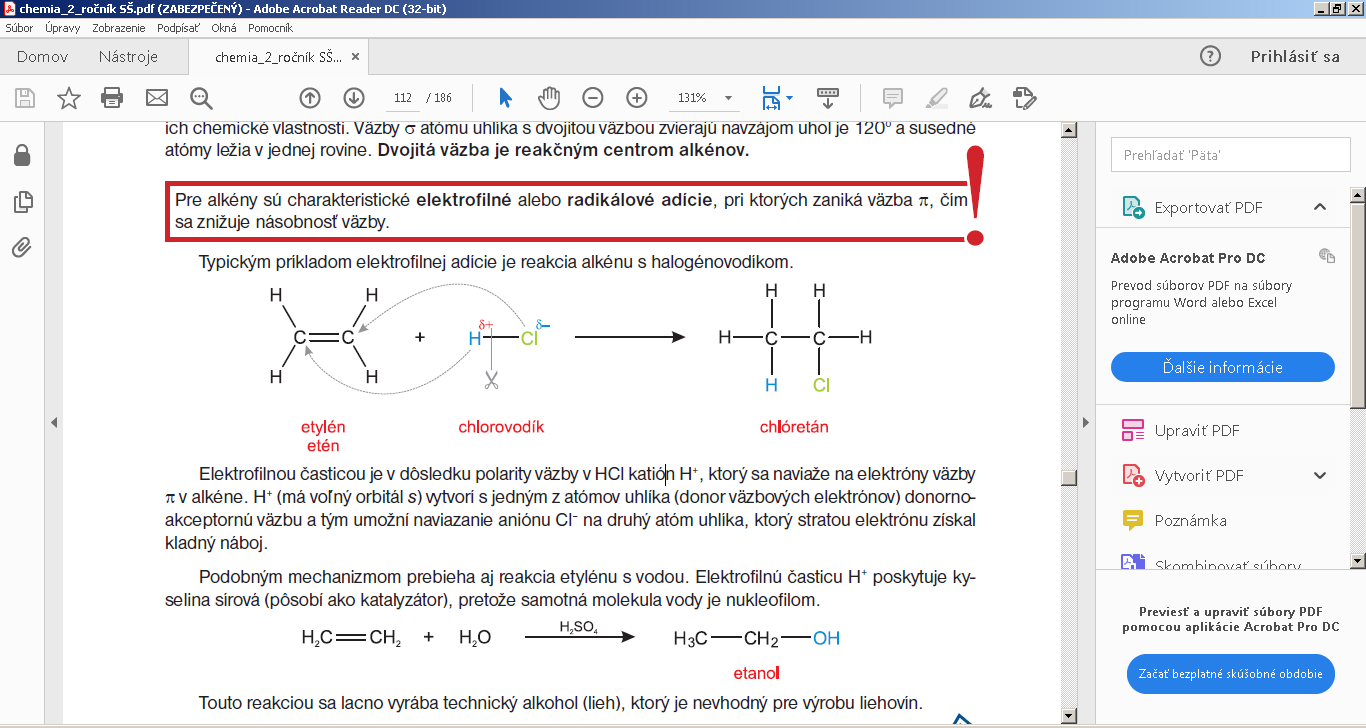 chemia_2_ročník SŠ.pdf (ZABEZPEČENÝ) - Adobe Acrobat Reader DC (32-bit)
Súbor Úpravy Zobrazenie Podpísať Okná Pomocník
Domov Nástroje chemia_2_ročník SŠ... × Prihlásiť sa
112 / 186 131%
ich chemické vlastnosti. Väzby σ atómu uhlíka s dvojitou väzbou zvierajú navzájom uhol je 120° a susedné
atómy ležia v jednej rovine. Dvojitá väzba je reakčným centrom alkénov.
Pre alkény sú charakteristické elektrofilné alebo radikálové adície, pri ktorých zaniká väzba π, čím
sa znižuje násobnosť väzby.
!
Typickým príkladom elektrofilnej adície je reakcia alkénu s halogénovodíkom.
H H H H
δ+ δ–
C C + H Cl H C C H
H H H Cl
etylén chlorovodík chlóretán
etén
Elektrofilnou časticou je v dôsledku polarity väzby v HCl katión H⁺, ktorý sa naviaže na elektróny väzby
π v alkéne. H⁺ (má voľný orbitál s) vytvorí s jedným z atómov uhlíka (donor väzbových elektrónov) donorno-
akceptornú väzbu a tým umožní naviazanie aniónu Cl⁻ na druhý atóm uhlíka, ktorý stratou elektrónu získal
kladný náboj.
Podobným mechanizmom prebieha aj reakcia etylénu s vodou. Elektrofilnú časticu H⁺ poskytuje ky-
selina sírová (pôsobí ako katalyzátor), pretože samotná molekula vody je nukleofilom.
H₂SO₄
H₂C CH₂ + H₂O H₃C CH₂ OH
etanol
Touto reakciou sa lacno vyrába technický alkohol (lieh), ktorý je nevhodný pre výrobu liehovín.
Prehľadať 'Päta'
Exportovať PDF
Adobe Acrobat Pro DC
Prevod súborov PDF na súbory
programu Word alebo Excel
online
Ďalšie informácie
Upraviť PDF
Vytvoriť PDF
Poznámka
Skombinovať súbory
Previesť a upraviť súbory PDF
pomocou aplikácie Acrobat Pro DC
Začať bezplatné skúšobné obdobie